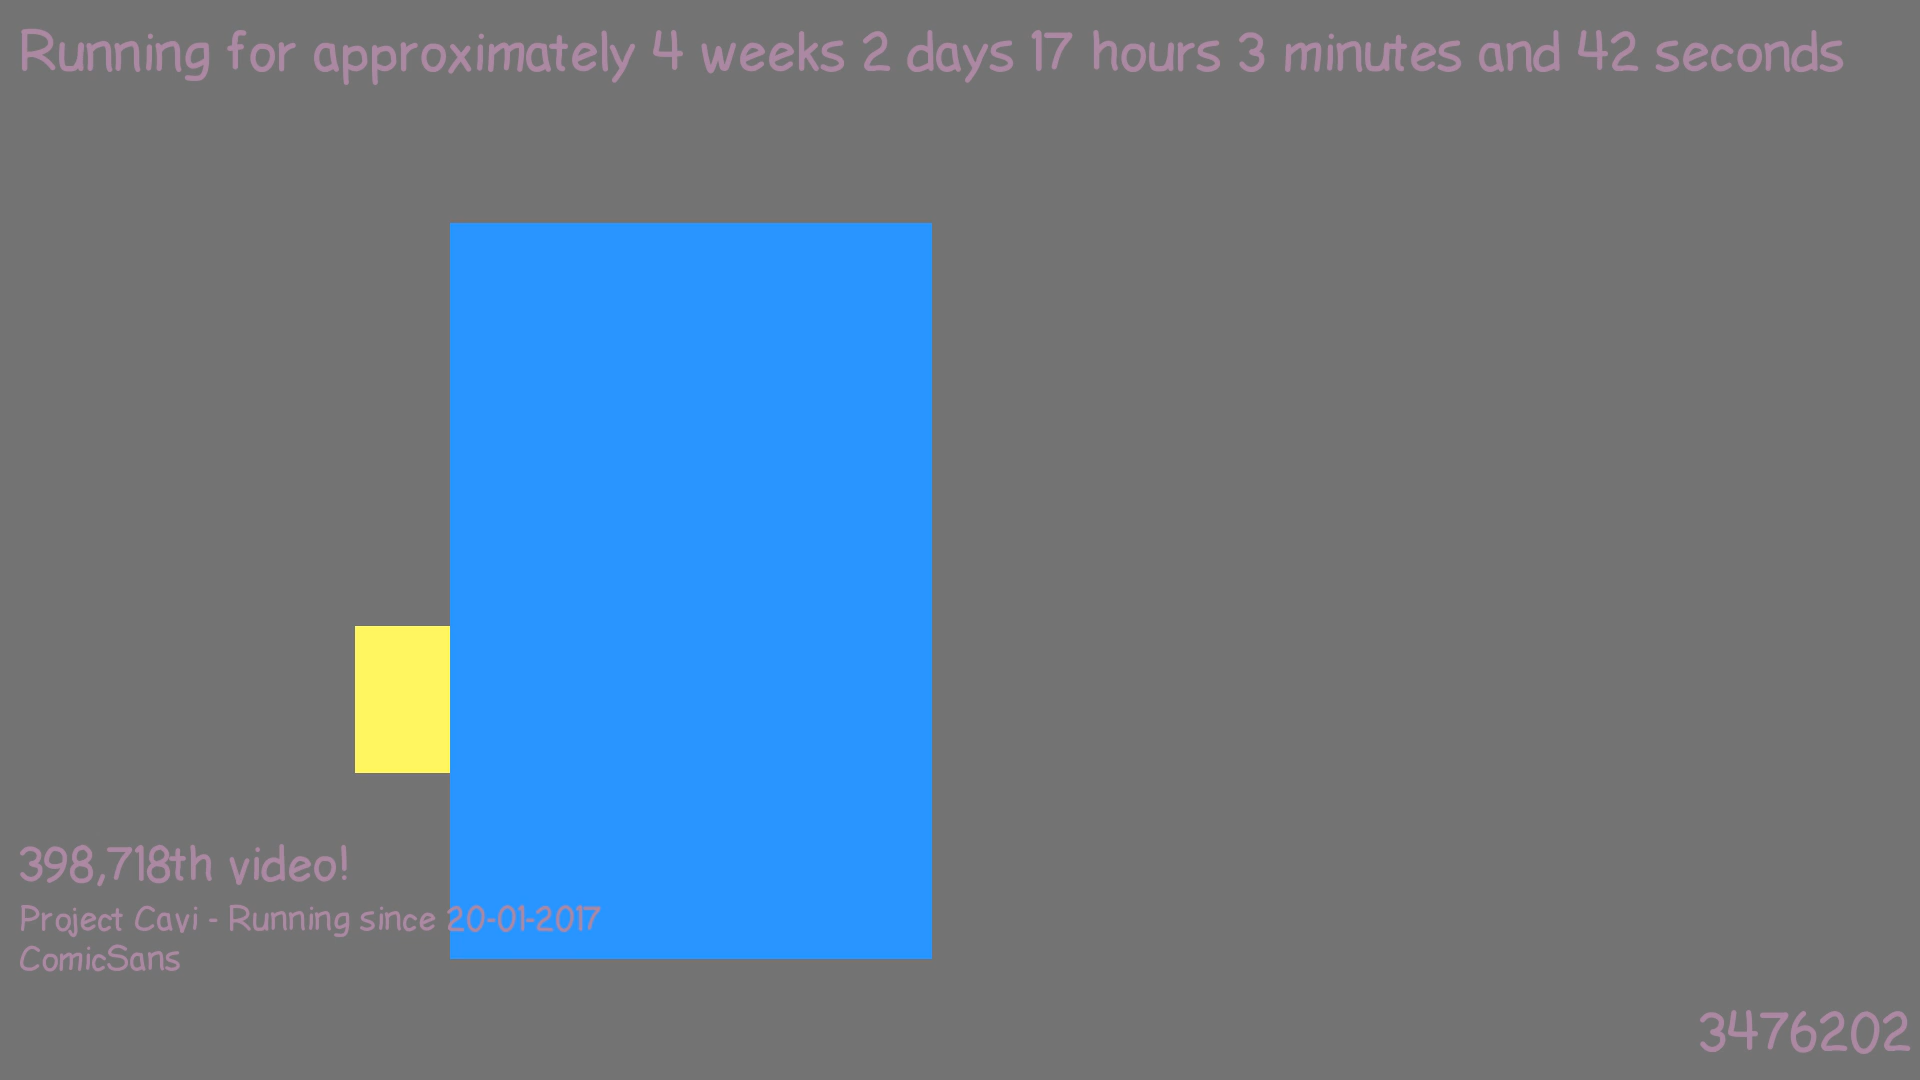 Running for approximately 4 weeks 2 days 17 hours 3 minutes and 42 seconds
398,718th video!
Project Cavi - Running since 20-01-2017
ComicSans
3476202